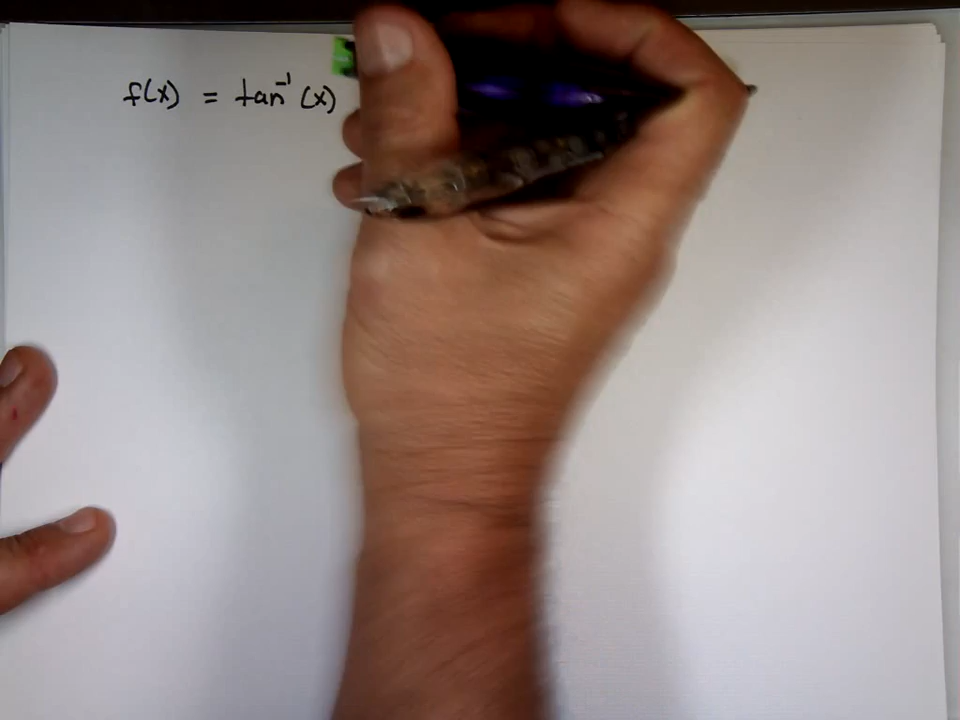 f(x) = tan⁻¹(x)